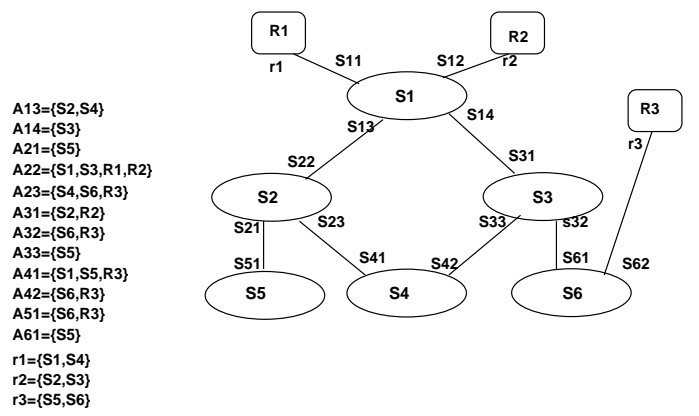 R1
R2
r1
S11
S12
r2
S1
R3
A13={S2,S4}
A14={S3}
A21={S5}
A22={S1,S3,R1,R2}
A23={S4,S6,R3}
A31={S2,R2}
A32={S6,R3}
A33={S5}
A41={S1,S5,R3}
A42={S6,R3}
A51={S6,R3}
A61={S5}
r1={S1,S4}
r2={S2,S3}
r3={S5,S6}
S13
S14
r3
S22
S31
S2
S3
S21
S23
S33
s32
S51
S41
S42
S61
S62
S5
S4
S6